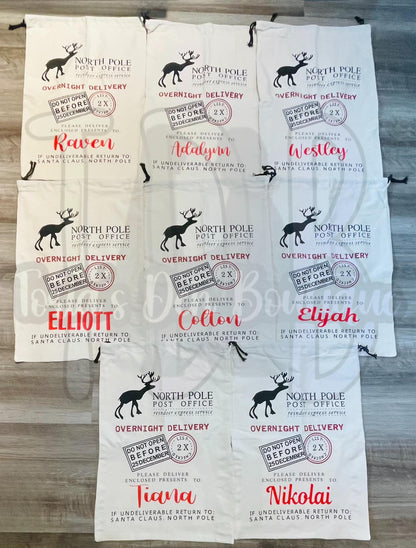 NORTH POLE
POST OFFICE
reindeer express service
OVERNIGHT DELIVERY
DO NOT OPEN
BEFORE
25 DECEMBER
LIST
2X
PLEASE DELIVER
ENCLOSED PRESENTS TO:
Raven
IF UNDELIVERABLE RETURN TO:
SANTA CLAUS, NORTH POLE
NORTH POLE
POST OFFICE
reindeer express service
OVERNIGHT DELIVERY
DO NOT OPEN
BEFORE
25 DECEMBER
LIST
2X
PLEASE DELIVER
ENCLOSED PRESENTS TO:
Adalynn
IF UNDELIVERABLE RETURN TO:
SANTA CLAUS, NORTH POLE
NORTH POLE
POST OFFICE
reindeer express service
OVERNIGHT DELIVERY
DO NOT OPEN
BEFORE
25 DECEMBER
LIST
2X
PLEASE DELIVER
ENCLOSED PRESENTS TO:
Westley
IF UNDELIVERABLE RETURN TO:
SANTA CLAUS, NORTH POLE
NORTH POLE
POST OFFICE
reindeer express service
OVERNIGHT DELIVERY
DO NOT OPEN
BEFORE
25 DECEMBER
LIST
2X
PLEASE DELIVER
ENCLOSED PRESENTS TO:
ELLIOTT
IF UNDELIVERABLE RETURN TO:
SANTA CLAUS, NORTH POLE
NORTH POLE
POST OFFICE
reindeer express service
OVERNIGHT DELIVERY
DO NOT OPEN
BEFORE
25 DECEMBER
LIST
2X
PLEASE DELIVER
ENCLOSED PRESENTS TO:
Colton
IF UNDELIVERABLE RETURN TO:
SANTA CLAUS, NORTH POLE
NORTH POLE
POST OFFICE
reindeer express service
OVERNIGHT DELIVERY
DO NOT OPEN
BEFORE
25 DECEMBER
LIST
2X
PLEASE DELIVER
ENCLOSED PRESENTS TO:
Elijah
IF UNDELIVERABLE RETURN TO:
SANTA CLAUS, NORTH POLE
NORTH POLE
POST OFFICE
reindeer express service
OVERNIGHT DELIVERY
DO NOT OPEN
BEFORE
25 DECEMBER
LIST
2X
PLEASE DELIVER
ENCLOSED PRESENTS TO:
Tiana
IF UNDELIVERABLE RETURN TO:
SANTA CLAUS, NORTH POLE
NORTH POLE
POST OFFICE
reindeer express service
OVERNIGHT DELIVERY
DO NOT OPEN
BEFORE
25 DECEMBER
LIST
2X
PLEASE DELIVER
ENCLOSED PRESENTS TO:
Nikolai
IF UNDELIVERABLE RETURN TO:
SANTA CLAUS, NORTH POLE